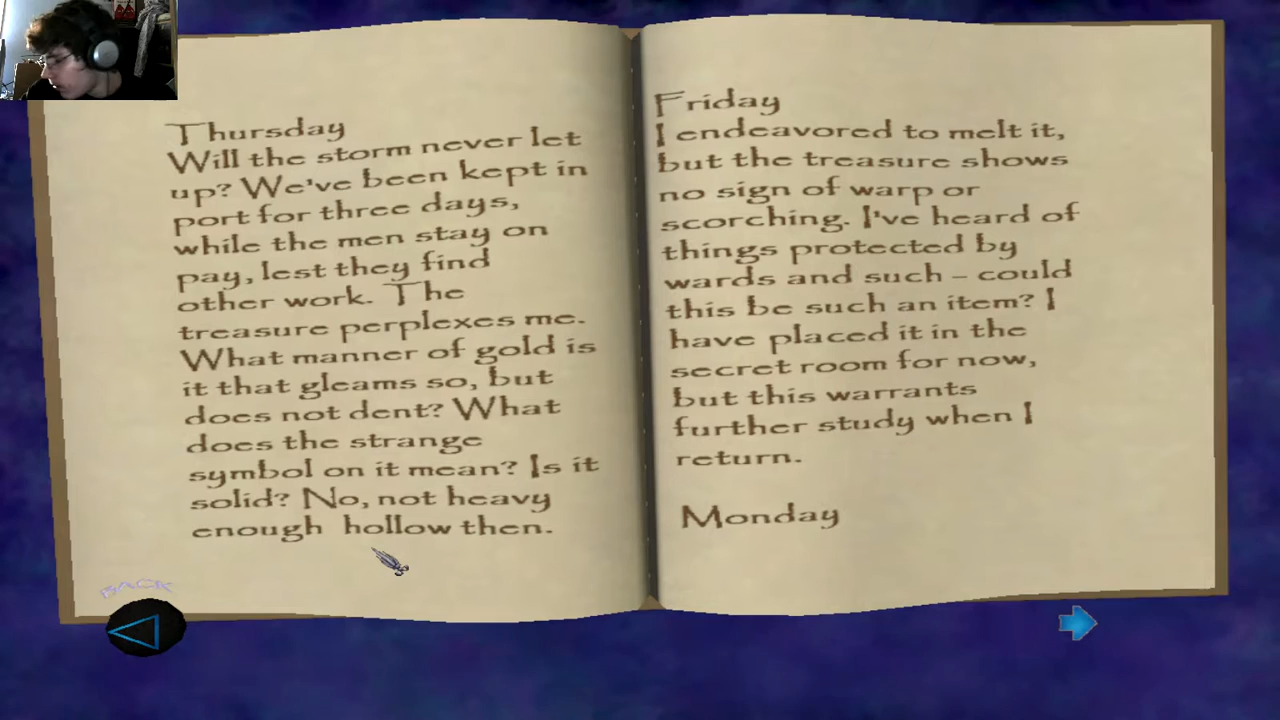 Thursday
Will the storm never let
up? We've been kept in
port for three days,
while the men stay on
pay, lest they find
other work. The
treasure perplexes me.
What manner of gold is
it that gleams so, but
does not dent? What
does the strange
symbol on it mean? Is it
solid? No, not heavy
enough hollow then.
BACK
Friday
I endeavored to melt it,
but the treasure shows
no sign of warp or
scorching. I've heard of
things protected by
wards and such - could
this be such an item? I
have placed it in the
secret room for now,
but this warrants
further study when I
return.
Monday